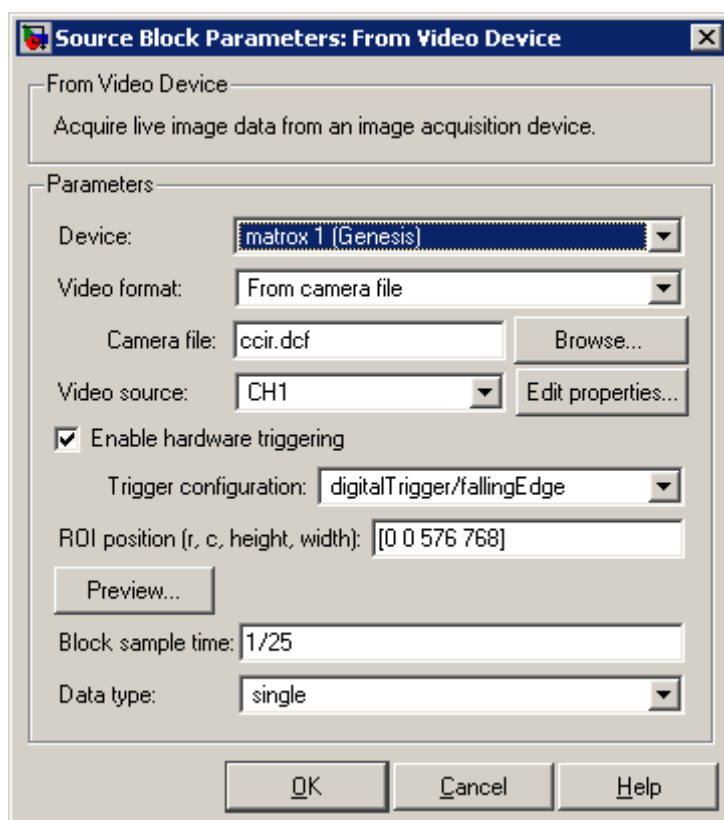 Source Block Parameters: From Video Device
From Video Device
Acquire live image data from an image acquisition device.
Parameters
Device: matrox 1 (Genesis)
Video format: From camera file
Camera file: ccir.dcf Browse...
Video source: CH1 Edit properties...
Enable hardware triggering
Trigger configuration: digitalTrigger/fallingEdge
ROI position (r, c, height, width): [0 0 576 768]
Preview...
Block sample time: 1/25
Data type: single
OK Cancel Help